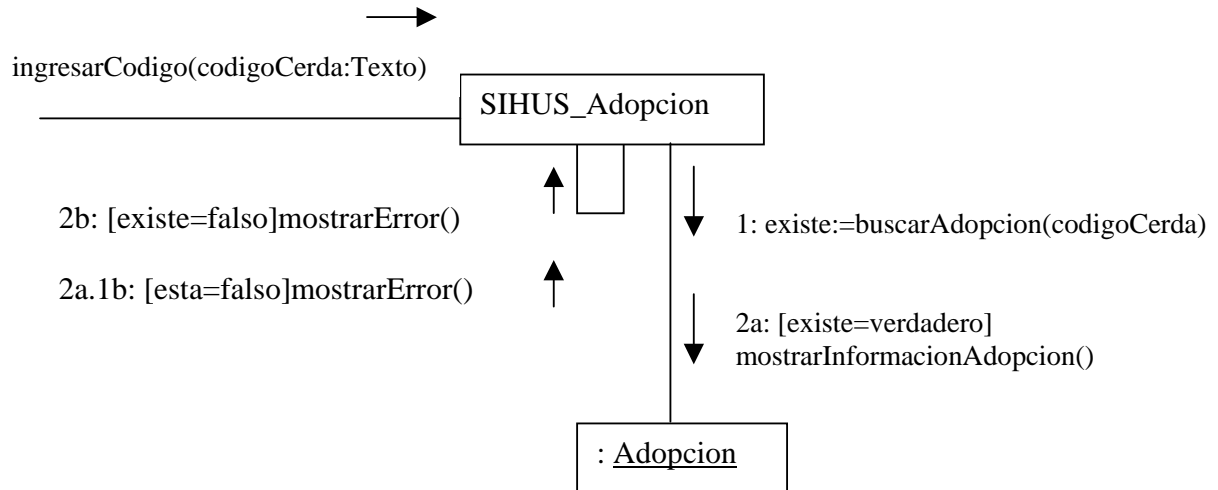 ingresarCodigo(codigoCerda:Texto)
SIHUS_Adopcion
2b: [existe=falso]mostrarError()
1: existe:=buscarAdopcion(codigoCerda)
2a.1b: [esta=falso]mostrarError()
2a: [existe=verdadero]
mostrarInformacionAdopcion()
: Adopcion